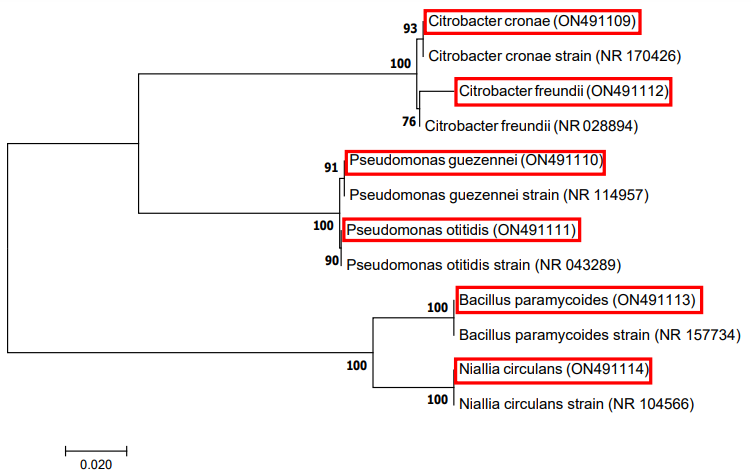 Citrobacter cronae (ON491109)
93
Citrobacter cronae strain (NR 170426)
100
Citrobacter freundii (ON491112)
76
Citrobacter freundii (NR 028894)
Pseudomonas guezennei (ON491110)
91
Pseudomonas guezennei strain (NR 114957)
100
Pseudomonas otitidis (ON491111)
90
Pseudomonas otitidis strain (NR 043289)
Bacillus paramycoides (ON491113)
100
Bacillus paramycoides strain (NR 157734)
100
Niallia circulans (ON491114)
100
Niallia circulans strain (NR 104566)
0.020